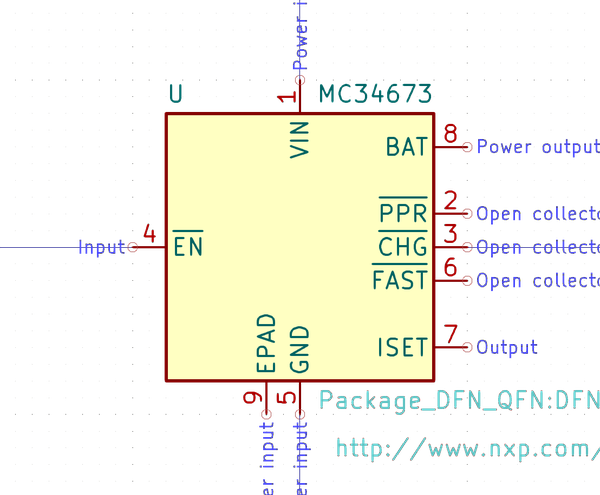 Power i
U
MC34673
1
VIN
BAT
8
Power output
PPR
2
Open collecto
4
Input
EN
CHG
3
Open collecto
FAST
6
Open collecto
EPAD
GND
ISET
7
Output
9
5
Package_DFN_QFN:DFN
er input
er input
http://www.nxp.com/